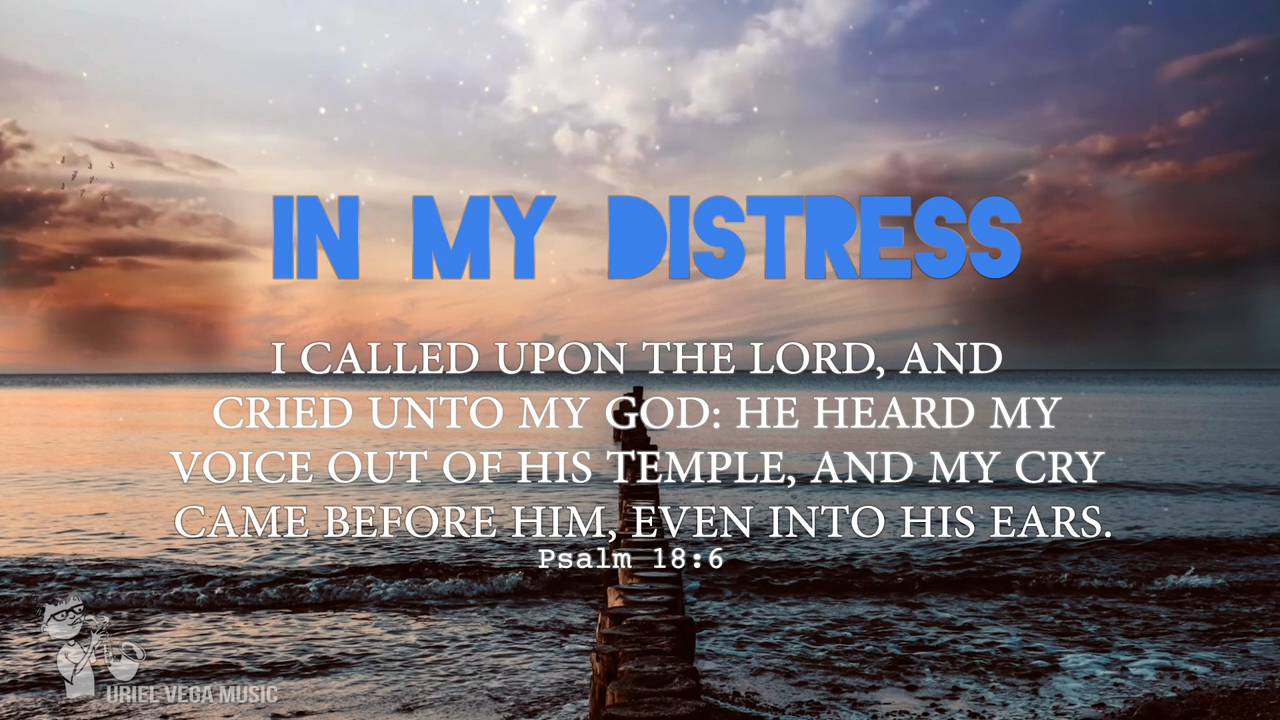 IN MY DISTRESS
I CALLED UPON THE LORD, AND
CRIED UNTO MY GOD: HE HEARD MY
VOICE OUT OF HIS TEMPLE, AND MY CRY
CAME BEFORE HIM, EVEN INTO HIS EARS.
Psalm 18:6
URIEL VEGA MUSIC